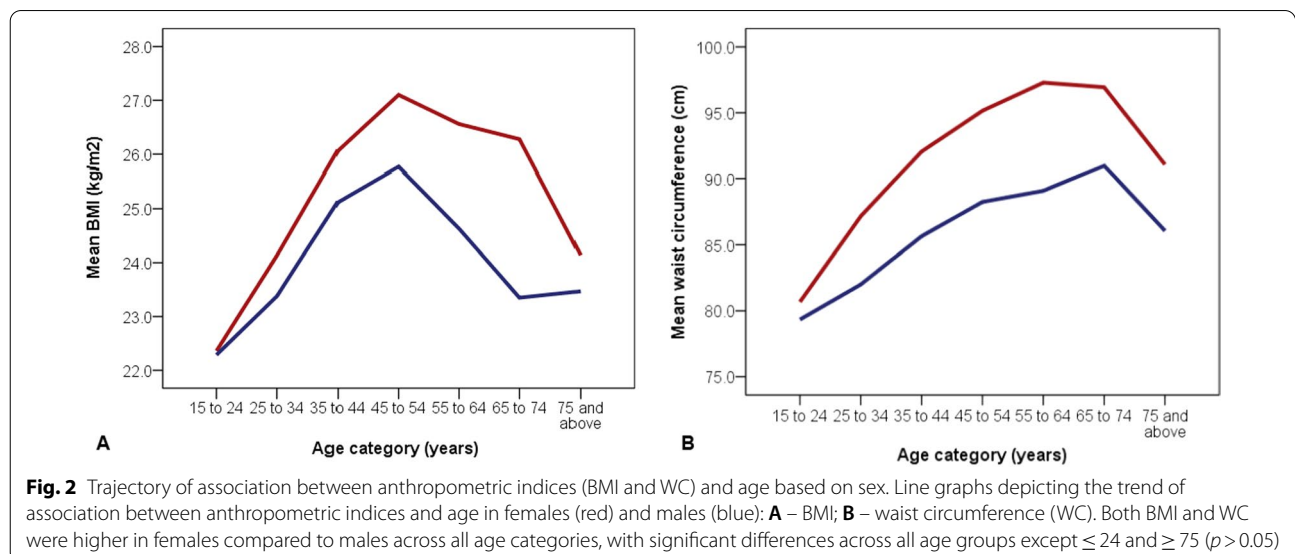 28.0
27.0
26.0
25.0
24.0
23.0
22.0
Mean BMI (kg/m2)
15 to 24 25 to 34 35 to 44 45 to 54 55 to 64 65 to 74 75 and
above
A
Age category (years)
100.0
95.0
90.0
85.0
80.0
75.0
Mean waist circumference (cm)
15 to 24 25 to 34 35 to 44 45 to 54 55 to 64 65 to 74 75 and
above
B
Age category (years)
Fig. 2 Trajectory of association between anthropometric indices (BMI and WC) and age based on sex. Line graphs depicting the trend of
association between anthropometric indices and age in females (red) and males (blue): A – BMI; B – waist circumference (WC). Both BMI and WC
were higher in females compared to males across all age categories, with significant differences across all age groups except ≤ 24 and ≥ 75 (p > 0.05)